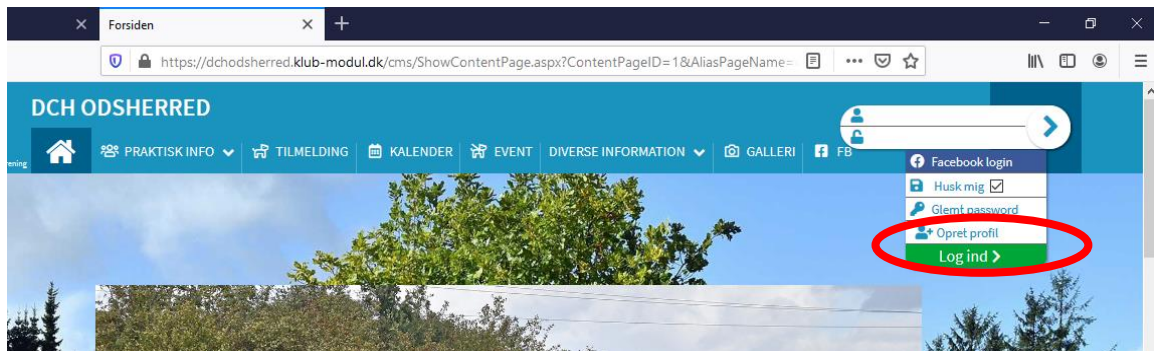 Forsiden
https://dchodsherred.klub-modul.dk/cms/ShowContentPage.aspx?ContentPageID=1&AliasPageName=
DCH ODSHERRED
ening
PRAKTISK INFO TILMELDING KALENDER EVENT DIVERSE INFORMATION GALLERI FB
Facebook login
Husk mig
Glemt password
Opret profil
Log ind